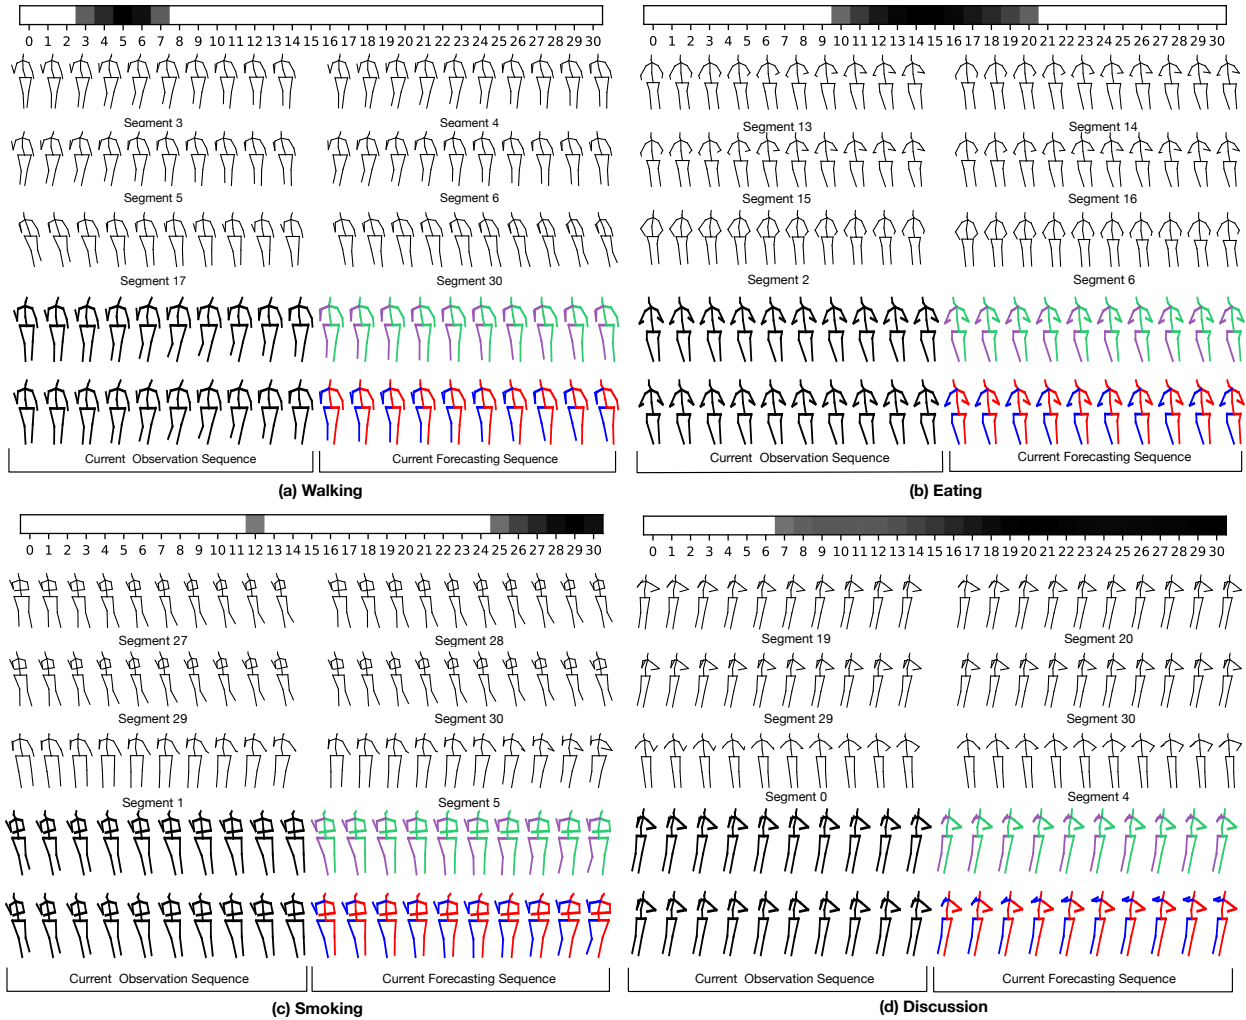 0 1 2 3 4 5 6 7 8 9 10 11 12 13 14 15 16 17 18 19 20 21 22 23 24 25 26 27 28 29 30
Segment 3
Segment 4
Segment 5
Segment 6
Segment 17
Segment 30
Current Observation Sequence
Current Forecasting Sequence
(a) Walking
0 1 2 3 4 5 6 7 8 9 10 11 12 13 14 15 16 17 18 19 20 21 22 23 24 25 26 27 28 29 30
Segment 13
Segment 14
Segment 15
Segment 16
Segment 2
Segment 6
Current Observation Sequence
Current Forecasting Sequence
(b) Eating
0 1 2 3 4 5 6 7 8 9 10 11 12 13 14 15 16 17 18 19 20 21 22 23 24 25 26 27 28 29 30
Segment 27
Segment 28
Segment 29
Segment 30
Segment 1
Segment 5
Current Observation Sequence
Current Forecasting Sequence
(c) Smoking
0 1 2 3 4 5 6 7 8 9 10 11 12 13 14 15 16 17 18 19 20 21 22 23 24 25 26 27 28 29 30
Segment 19
Segment 20
Segment 29
Segment 30
Segment 0
Segment 4
Current Observation Sequence
Current Forecasting Sequence
(d) Discussion